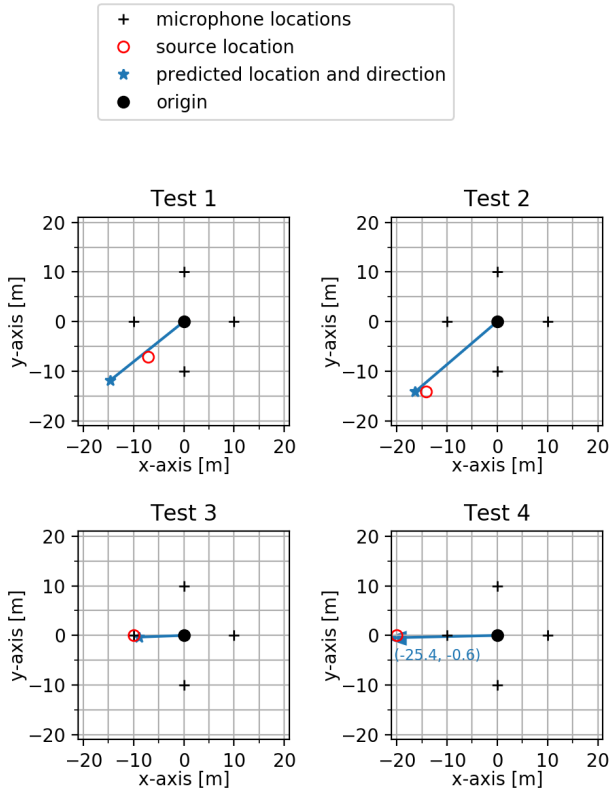 microphone locations
source location
predicted location and direction
origin
Test 1
Test 2
20
10
0
−10
−20
y-axis [m]
−20 −10 0 10 20
x-axis [m]
20
10
0
−10
−20
y-axis [m]
−20 −10 0 10 20
x-axis [m]
Test 3
Test 4
20
10
0
−10
−20
y-axis [m]
−20 −10 0 10 20
x-axis [m]
20
10
0
−10
−20
y-axis [m]
(-25.4, -0.6)
−20 −10 0 10 20
x-axis [m]